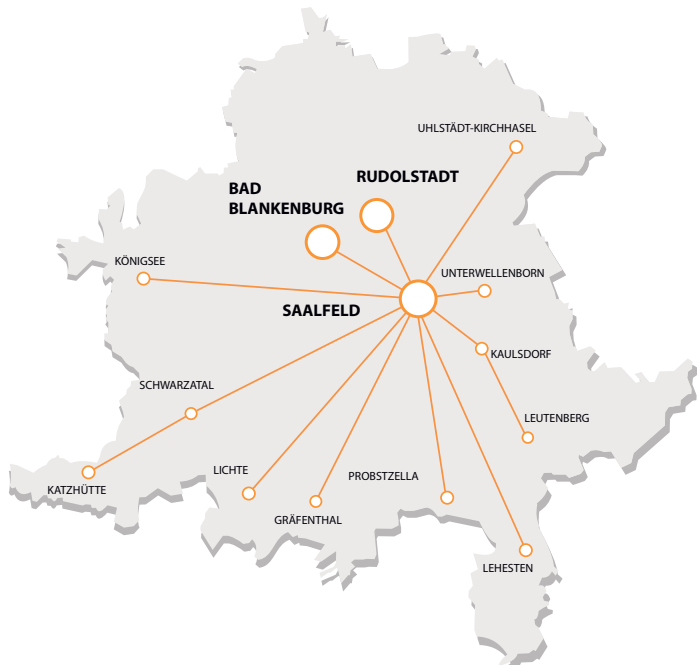 UHLSTÄDT-KIRCHHASEL
RUDOLSTADT
BAD
BLANKENBURG
KÖNIGSEE
UNTERWELLENBORN
SAALFELD
KAULSDORF
SCHWARZATAL
LEUTENBERG
LICHTE
PROBSTZELLA
KATZHÜTTE
GRÄFENTHAL
LEHESTEN